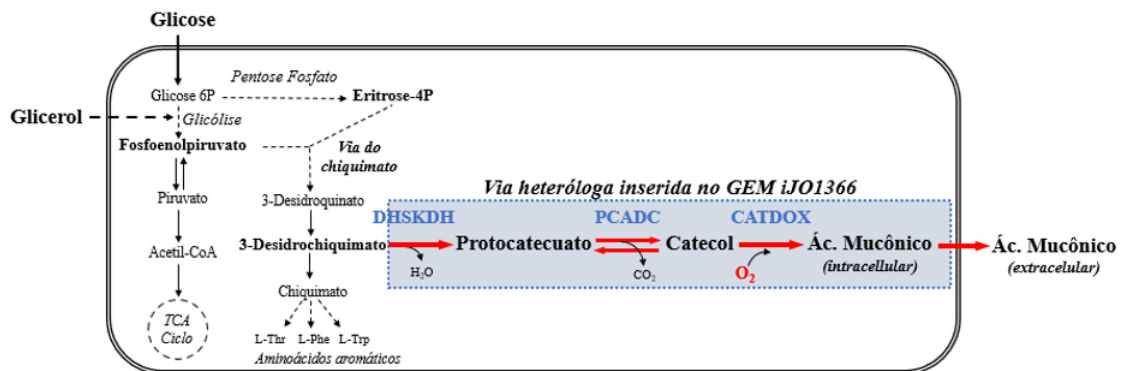 Glicose
Pentose Fosfato
Glicose 6P
Eritrose-4P
Glicerol
Glicólise
Fosfoenolpiruvato
Via do
chiquimato
Via heteróloga inserida no GEM iJO1366
Piruvato
3-Desidroquinato
DHSKDH
PCADC
CATDOX
Acetil-CoA
3-Desidrochiquimato
Protocatecuato
Catecol
Ác. Mucônico
(intracellular)
Ác. Mucônico
(extracelular)
H₂O
CO₂
O₂
Chiquimato
TCA
Ciclo
L-Thr L-Phe L-Trp
Aminoácidos aromáticos